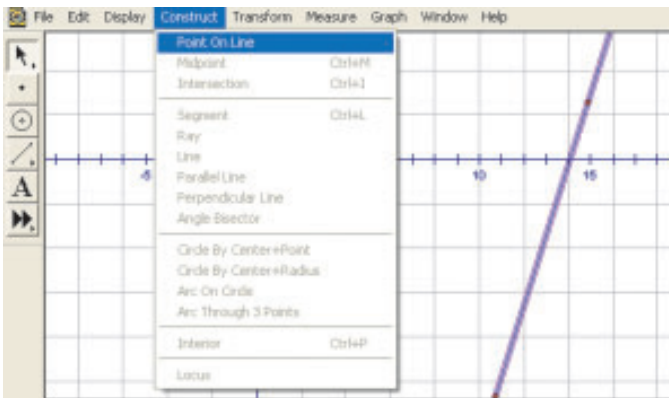 File Edit Display Construct Transform Measure Graph Window Help
Point On Line
Midpoint Ctrl+M
Intersection Ctrl+I
Segment Ctrl+L
Ray
Line
Parallel Line
Perpendicular Line
Angle Bisector
Circle By Center+Point
Circle By Center+Radius
Arc On Circle
Arc Through 3 Points
Interior Ctrl+P
Locus
A
-5 10 15